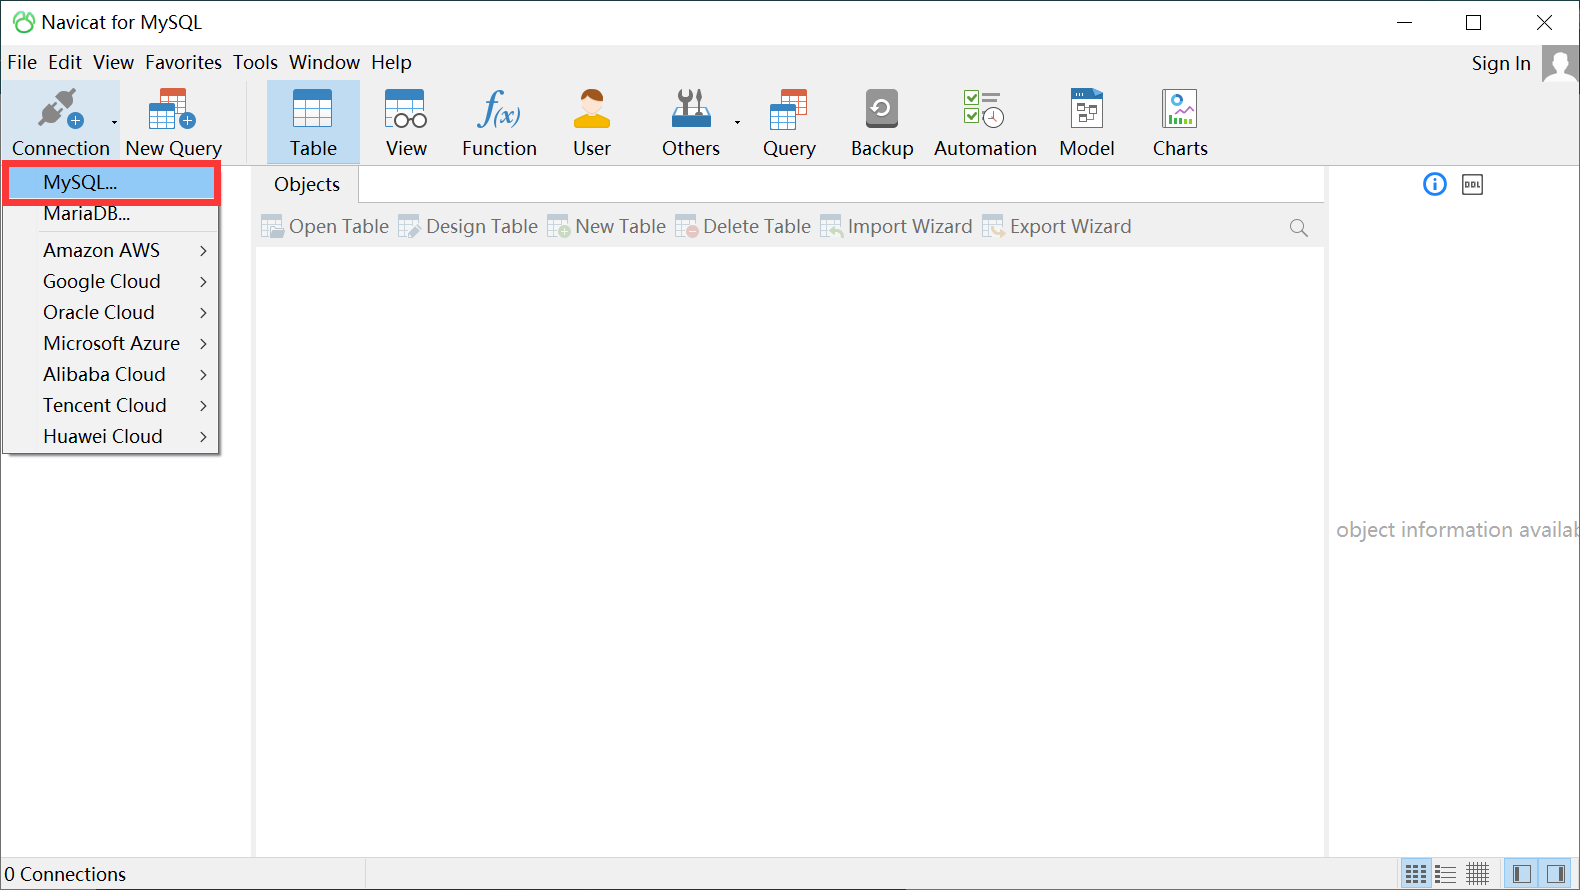 Navicat for MySQL
File Edit View Favorites Tools Window Help
Sign In
Connection New Query Table View Function User Others Query Backup Automation Model Charts
f(x)
MySQL...
MariaDB...
Amazon AWS
Google Cloud
Oracle Cloud
Microsoft Azure
Alibaba Cloud
Tencent Cloud
Huawei Cloud
Objects
DDL
Open Table Design Table New Table Delete Table Import Wizard Export Wizard
object information availab
0 Connections